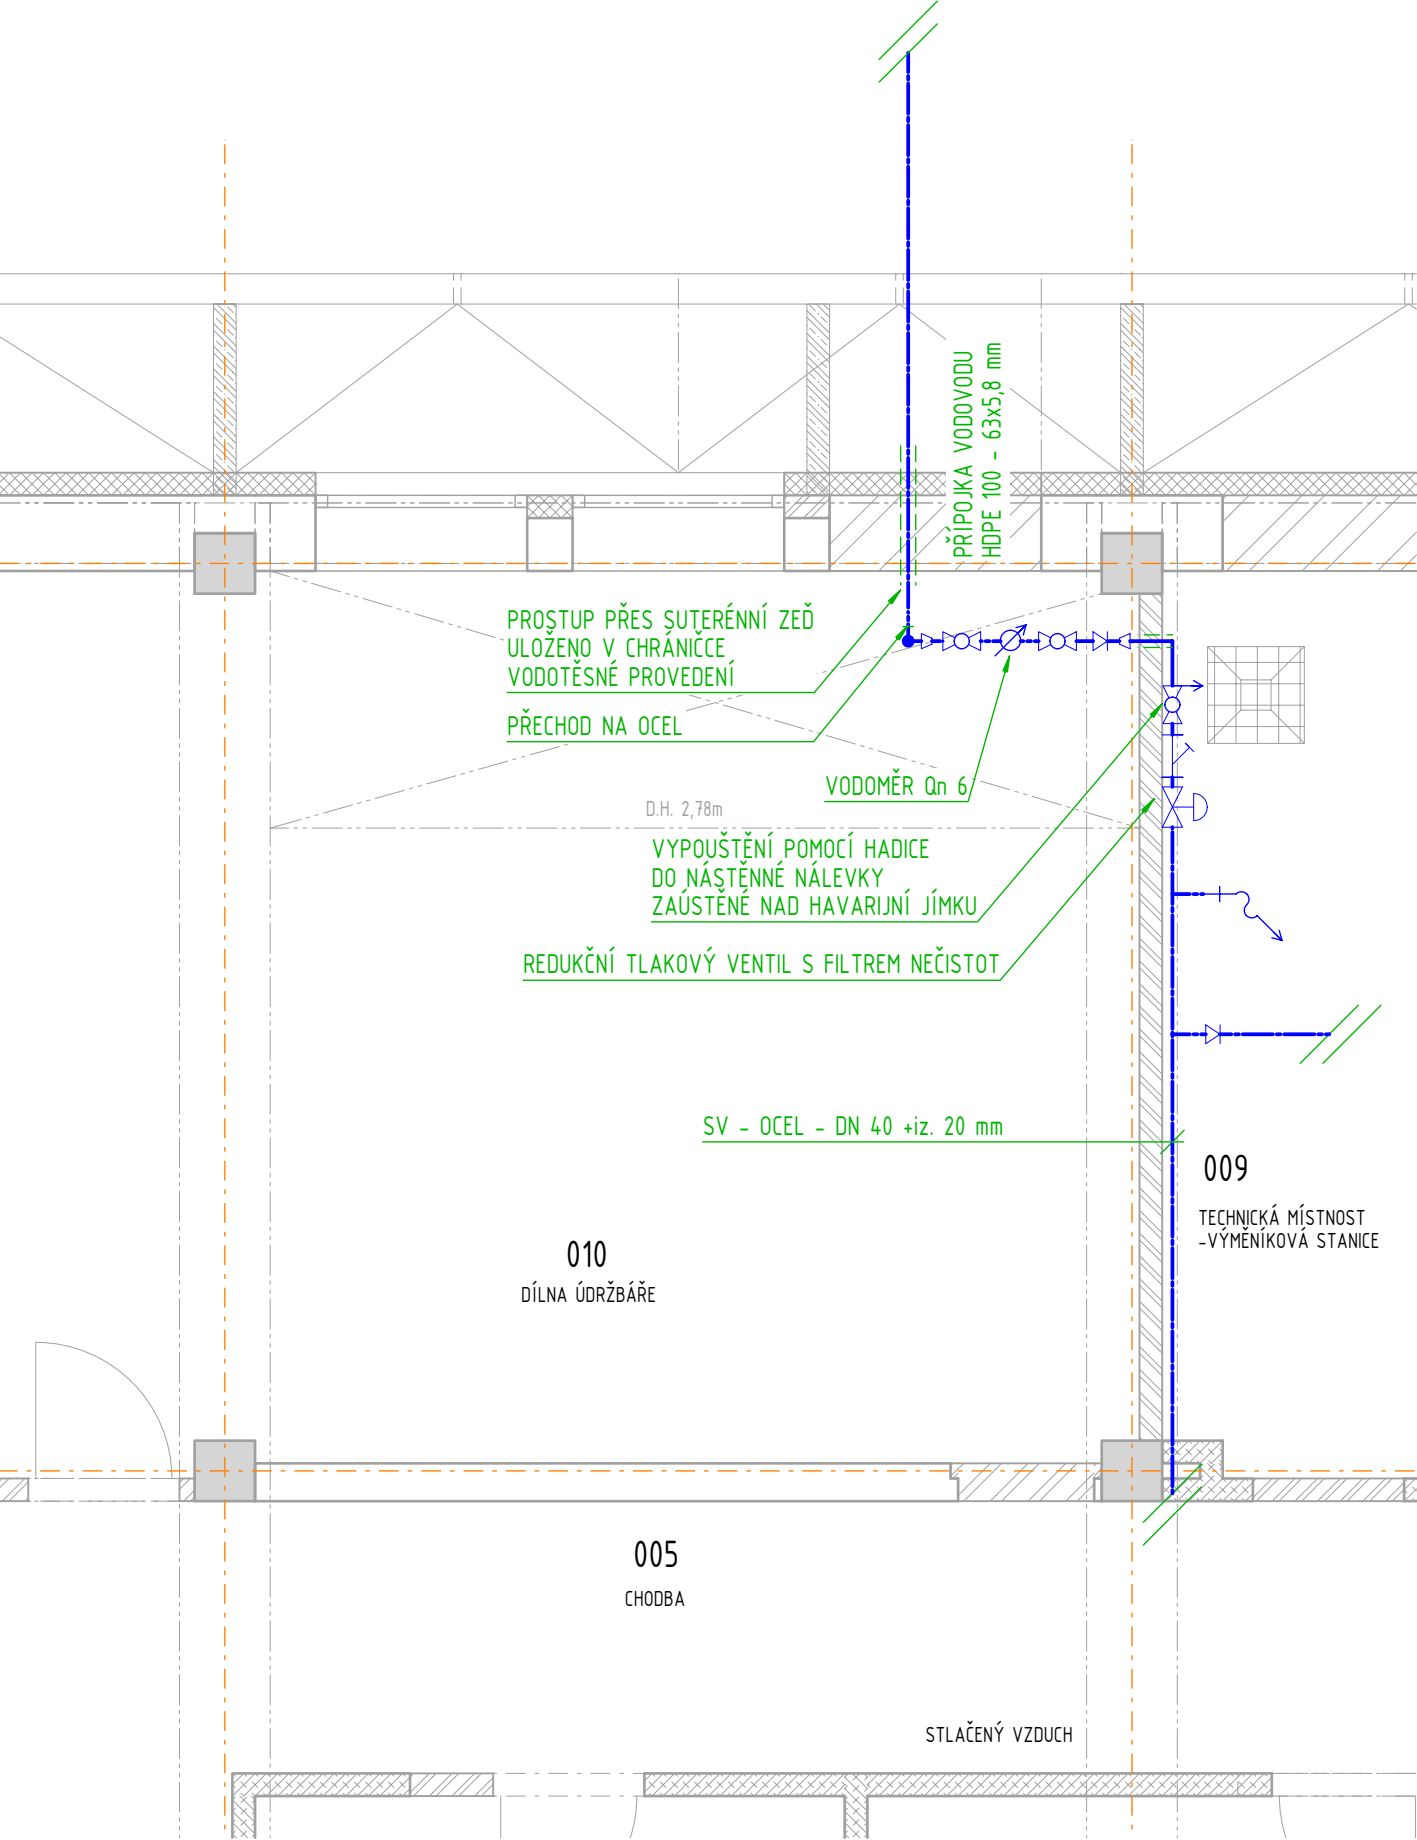 PŘÍPOJKA VODOVODU
HDPE 100 - 63x5,8 mm
PROSTUP PŘES SUTERÉNNÍ ZEĎ
ULOŽENO V CHRÁNIČCE
VODOTĚSNÉ PROVEDENÍ
PŘECHOD NA OCEL
VODOMĚR Qn 6
D.H. 2,78m
VYPOUŠTĚNÍ POMOCÍ HADICE
DO NÁSTĚNNÉ NÁLEVKY
ZAÚSTĚNÉ NAD HAVARIJNÍ JÍMKU
REDUKČNÍ TLAKOVÝ VENTIL S FILTREM NEČISTOT
SV - OCEL - DN 40 +iz. 20 mm
009
TECHNICKÁ MÍSTNOST
-VÝMĚNÍKOVÁ STANICE
010
DÍLNA ÚDRŽBÁŘE
005
CHODBA
STLAČENÝ VZDUCH